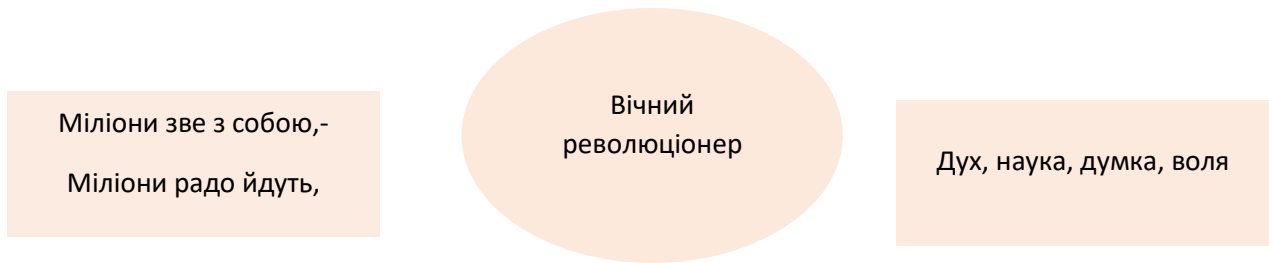 Міліони зве з собою,-
Міліони радо йдуть,
Вічний
революціонер
Дух, наука, думка, воля